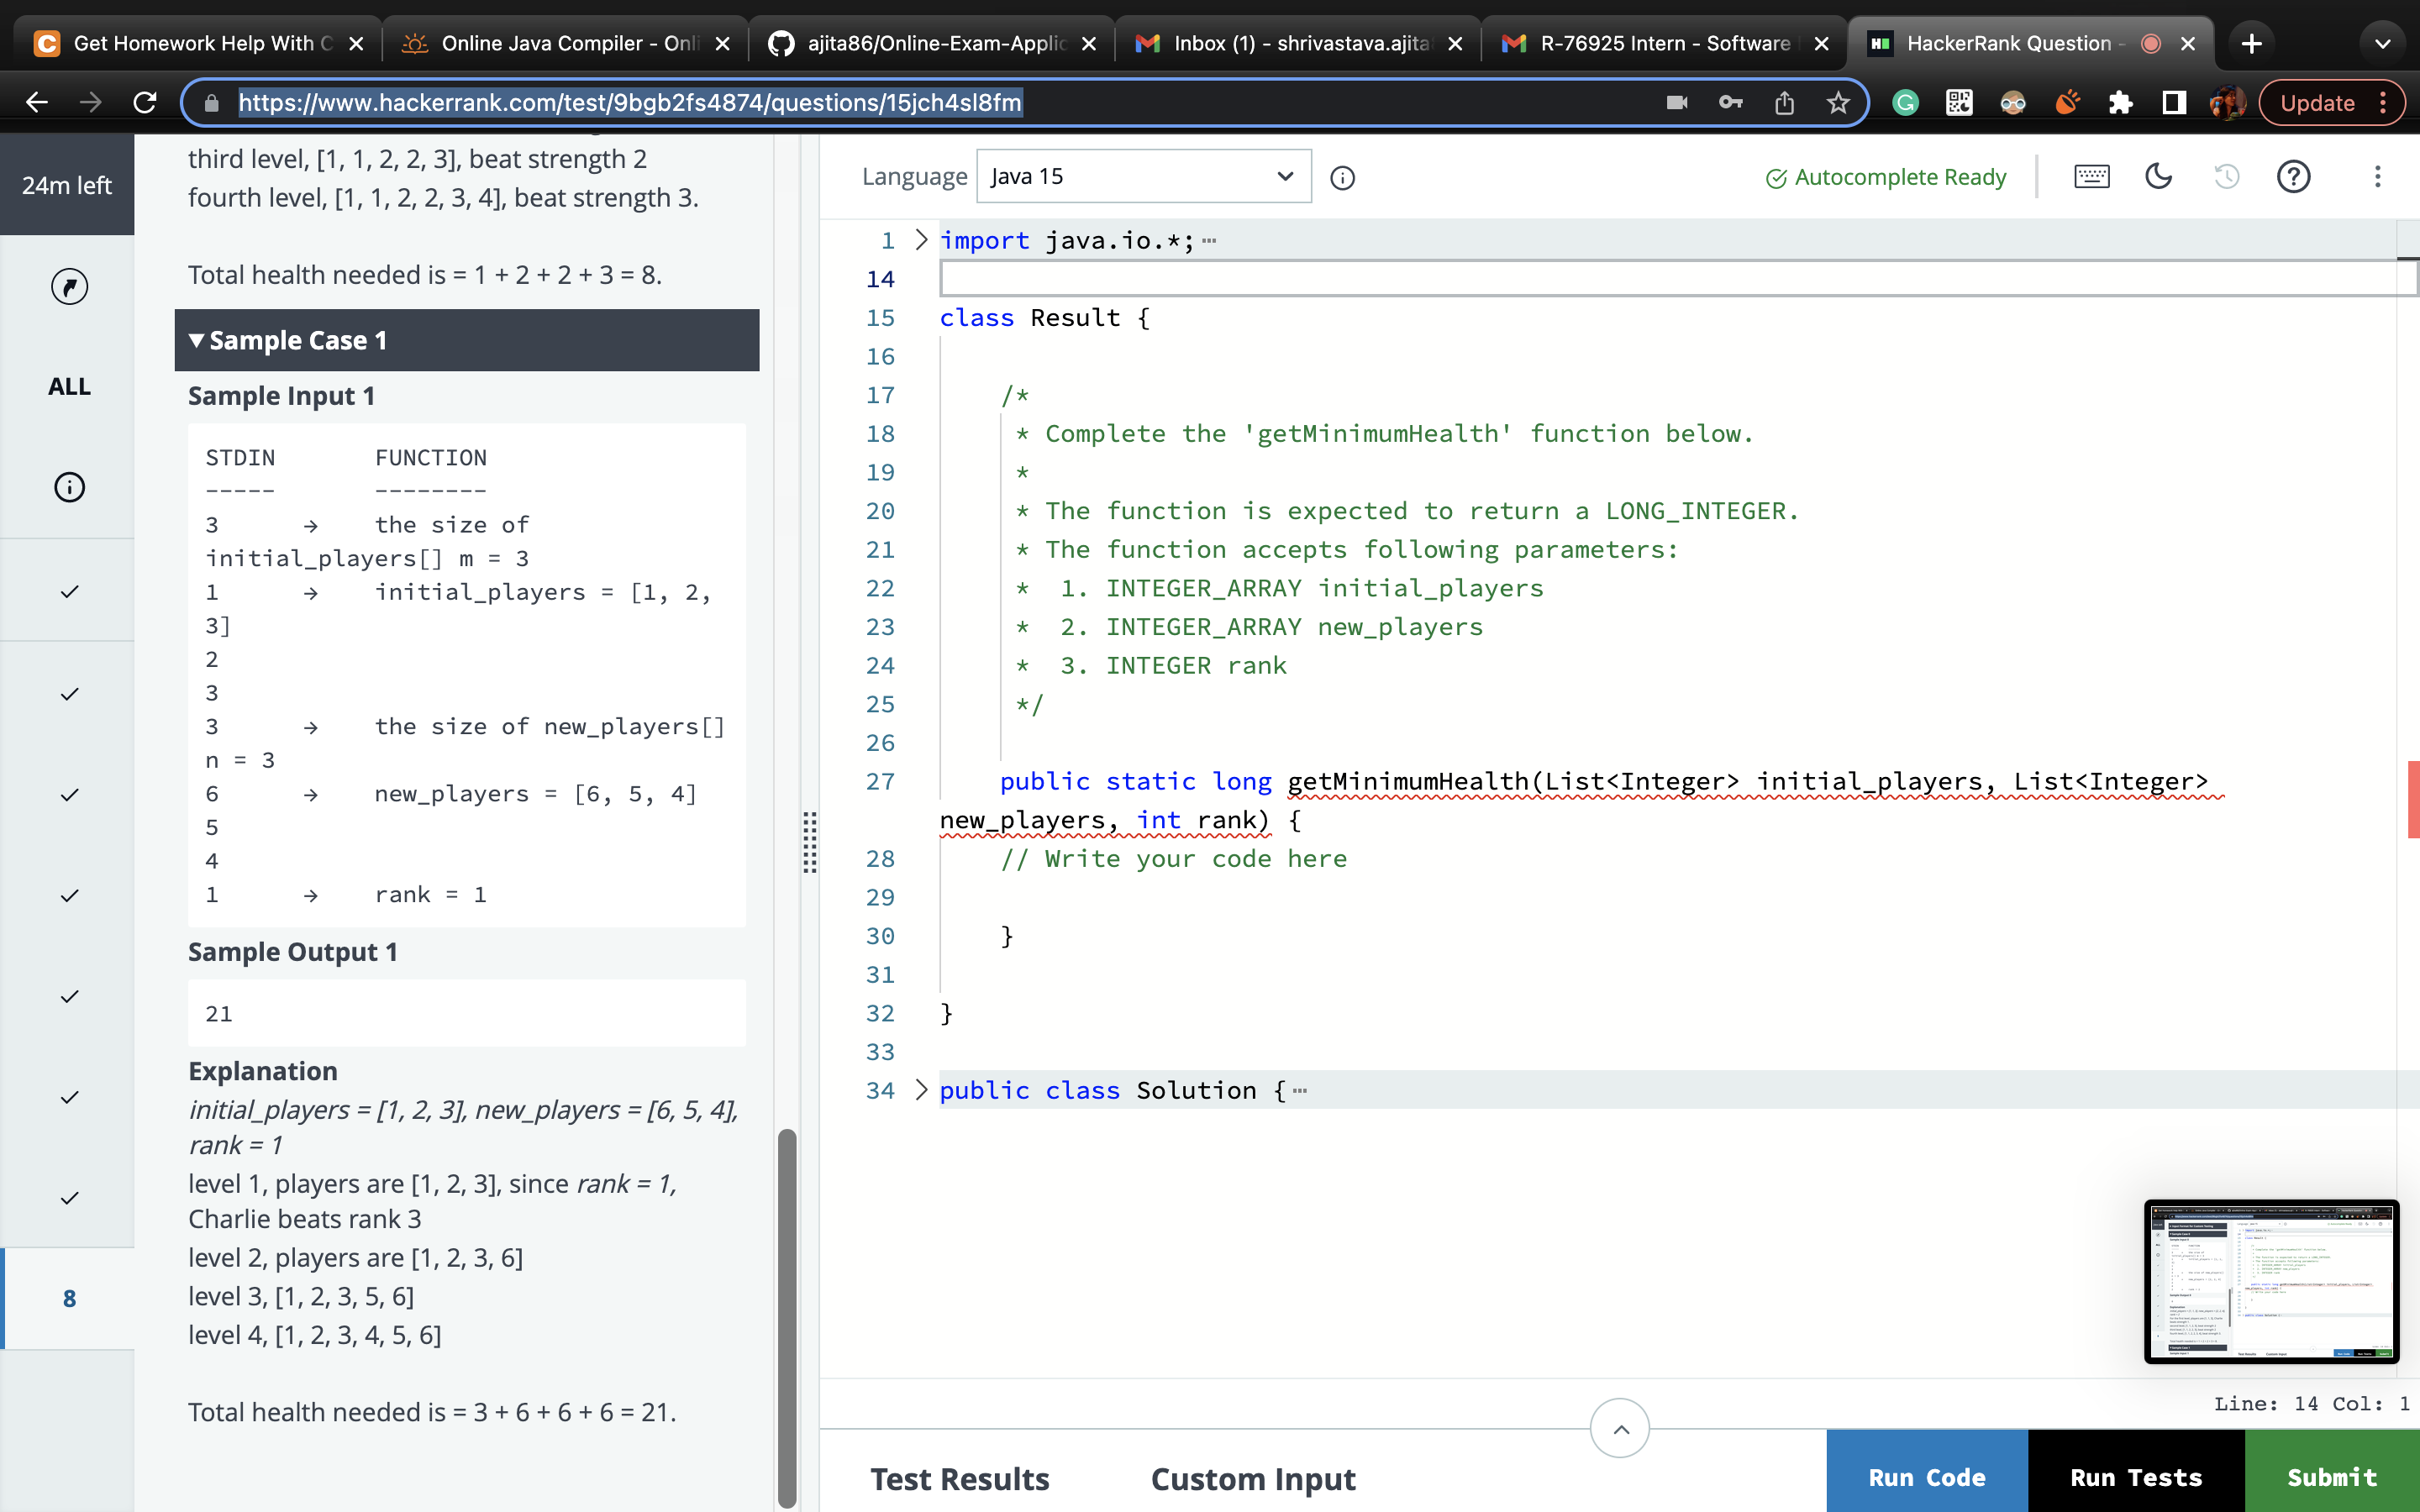 Get Homework Help With C
Online Java Compiler - Onli
ajita86/Online-Exam-Applic
Inbox (1) - shrivastava.ajita
R-76925 Intern - Software
HackerRank Question -
https://www.hackerrank.com/test/9bgb2fs4874/questions/15jch4sl8fm
Update
24m left
ALL
8
third level, [1, 1, 2, 2, 3], beat strength 2
fourth level, [1, 1, 2, 2, 3, 4], beat strength 3.
Total health needed is = 1 + 2 + 2 + 3 = 8.
▼ Sample Case 1
Sample Input 1
STDIN FUNCTION
----- --------
3 → the size of
initial_players[] m = 3
1 → initial_players = [1, 2,
3]
2
3
3 → the size of new_players[]
n = 3
6 → new_players = [6, 5, 4]
5
4
1 → rank = 1
Sample Output 1
21
Explanation
initial_players = [1, 2, 3], new_players = [6, 5, 4],
rank = 1
level 1, players are [1, 2, 3], since rank = 1,
Charlie beats rank 3
level 2, players are [1, 2, 3, 6]
level 3, [1, 2, 3, 5, 6]
level 4, [1, 2, 3, 4, 5, 6]
Total health needed is = 3 + 6 + 6 + 6 = 21.
Language Java 15
Autocomplete Ready
1 import java.io.*;
14
15 class Result {
16
17 /*
18 * Complete the 'getMinimumHealth' function below.
19 *
20 * The function is expected to return a LONG_INTEGER.
21 * The function accepts following parameters:
22 * 1. INTEGER_ARRAY initial_players
23 * 2. INTEGER_ARRAY new_players
24 * 3. INTEGER rank
25 */
26
27 public static long getMinimumHealth(List<Integer> initial_players, List<Integer>
new_players, int rank) {
28 // Write your code here
29
30 }
31
32 }
33
34 public class Solution {
Line: 14 Col: 1
Test Results
Custom Input
Run Code
Run Tests
Submit